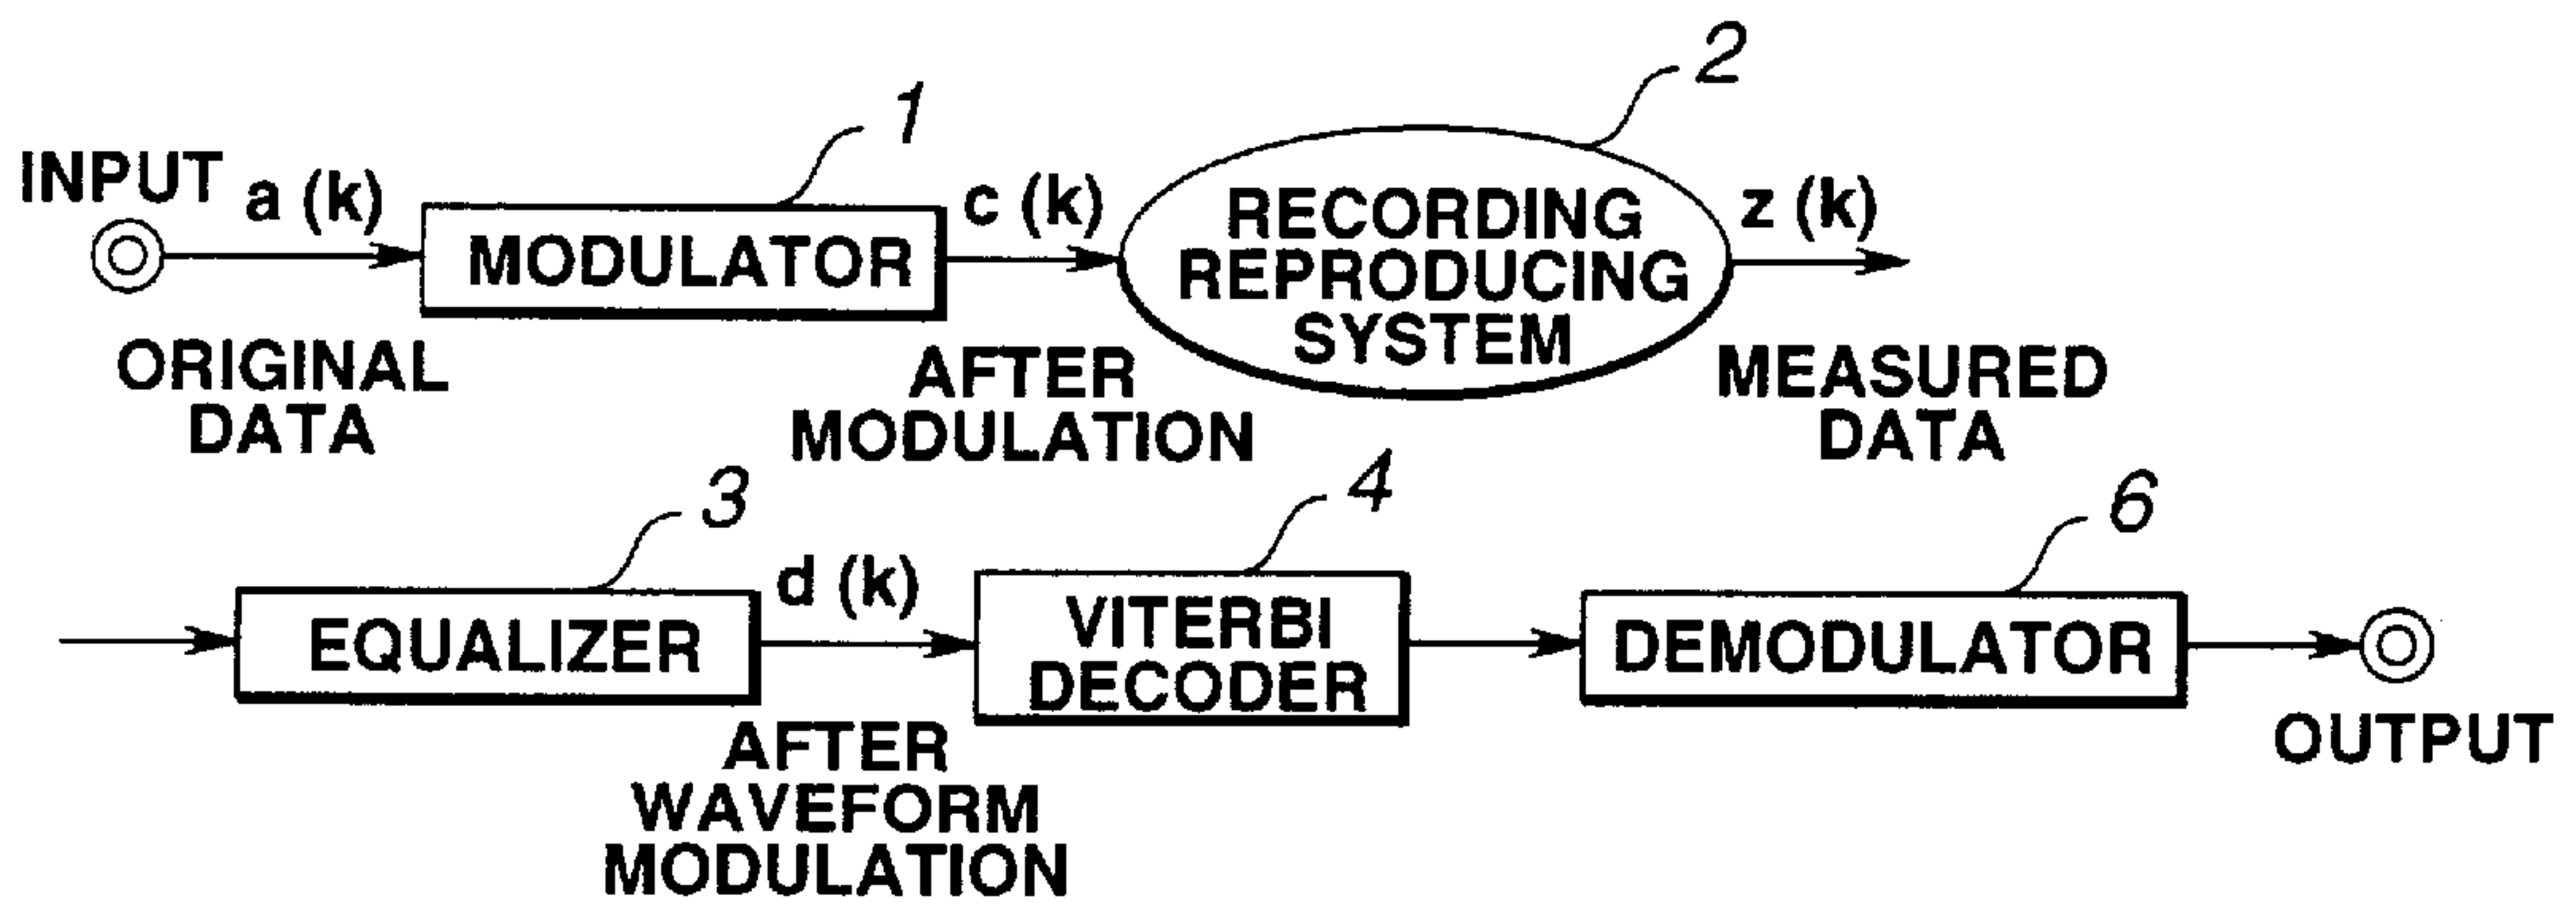 2
1
INPUT
a (k)
c (k)
z (k)
MODULATOR
RECORDING
REPRODUCING
SYSTEM
ORIGINAL
DATA
AFTER
MODULATION
MEASURED
DATA
3
4
6
d (k)
EQUALIZER
VITERBI
DECODER
DEMODULATOR
AFTER
WAVEFORM
MODULATION
OUTPUT